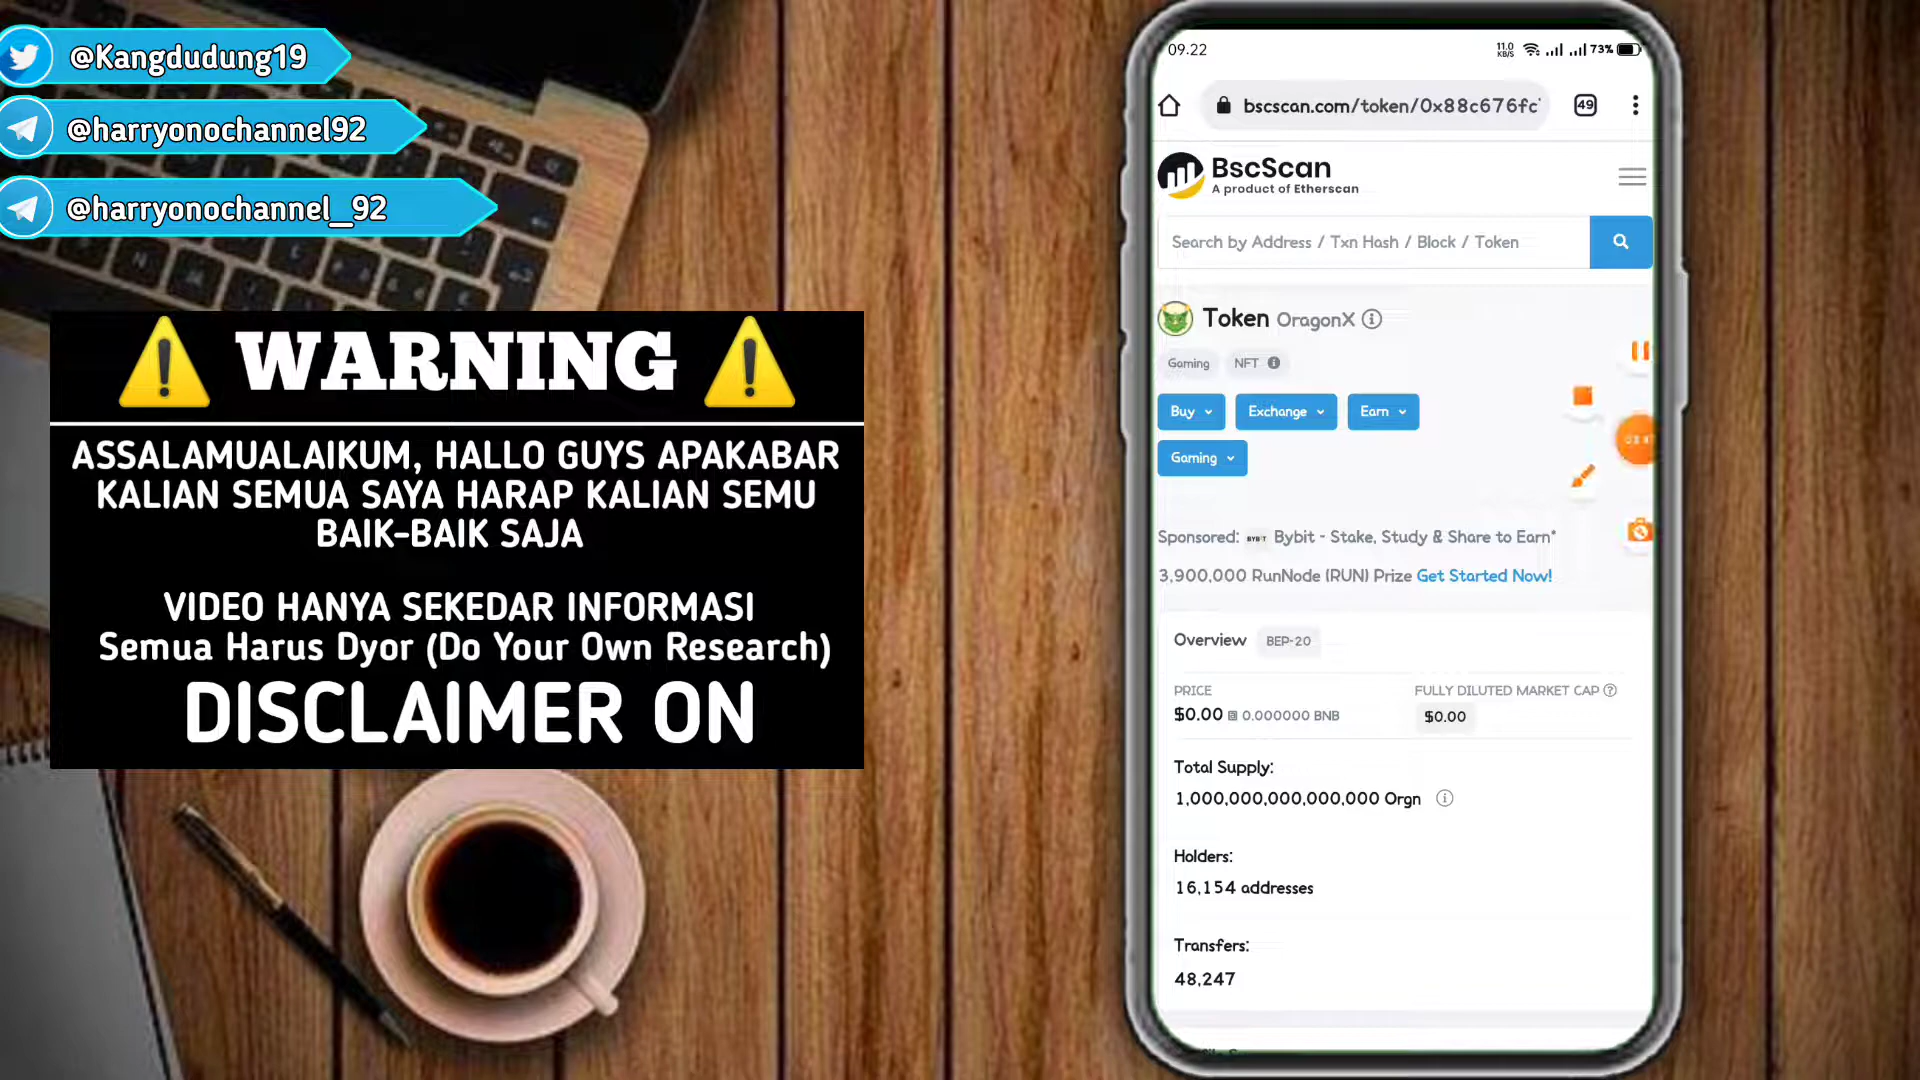 @Kangdudung19
@harryonochannel92
@harryonochannel_92
WARNING
ASSALAMUALAIKUM, HALLO GUYS APAKABAR
KALIAN SEMUA SAYA HARAP KALIAN SEMU
BAIK-BAIK SAJA
VIDEO HANYA SEKEDAR INFORMASI
Semua Harus Dyor (Do Your Own Research)
DISCLAIMER ON
09.22
11.0 KB/S 73%
bscscan.com/token/0x88c676fc
49
BscScan
A product of Etherscan
Search by Address / Txn Hash / Block / Token
Token OragonX
Gaming NFT
Buy Exchange Earn
Gaming
Sponsored: BYBIT Bybit - Stake, Study & Share to Earn*
3,900,000 RunNode (RUN) Prize Get Started Now!
Overview BEP-20
PRICE
$0.00 0.000000 BNB
FULLY DILUTED MARKET CAP
$0.00
Total Supply:
1,000,000,000,000,000 Orgn
Holders:
16,154 addresses
Transfers:
48,247